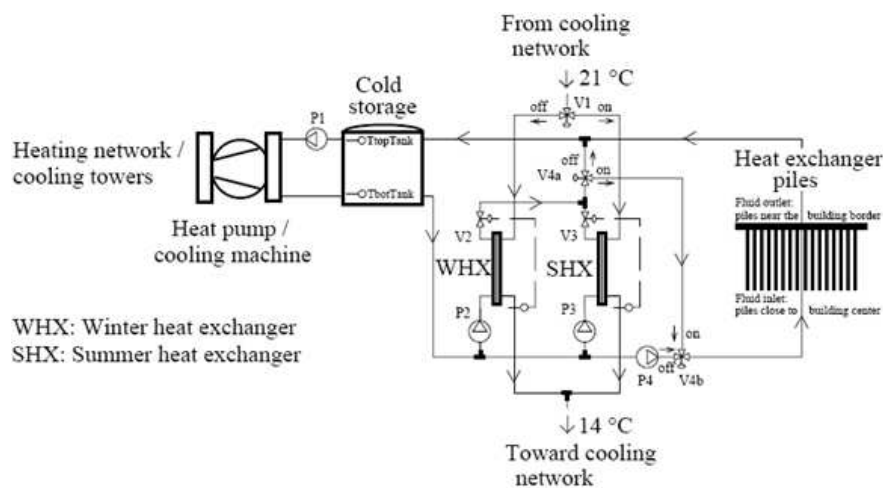 From cooling
network
21 °C
V1
off
on
Cold
storage
P1
TtopTank
TbotTank
Heating network /
cooling towers
Heat pump /
cooling machine
off
V4a
on
Heat exchanger
piles
Fluid outlet:
piles near the building border
Fluid inlet:
piles close to building center
V2
V3
WHX
SHX
P2
P3
WHX: Winter heat exchanger
SHX: Summer heat exchanger
on
P4
off
V4b
14 °C
Toward cooling
network